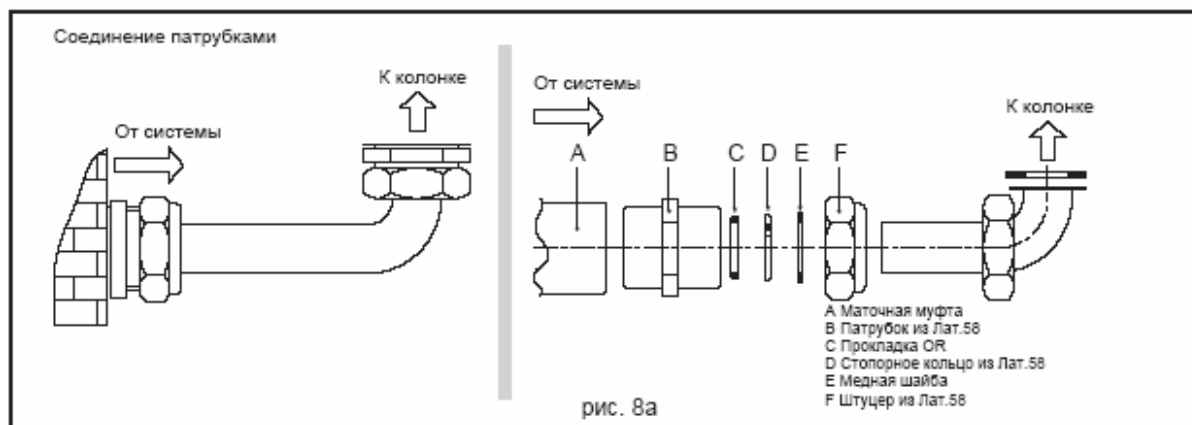 Соединение патрубками
К колонке
От системы
От системы
К колонке
A B C D E F
A Маточная муфта
B Патрубок из Лат.58
C Прокладка OR
D Стопорное кольцо из Лат.58
E Медная шайба
F Штуцер из Лат.58
рис. 8a